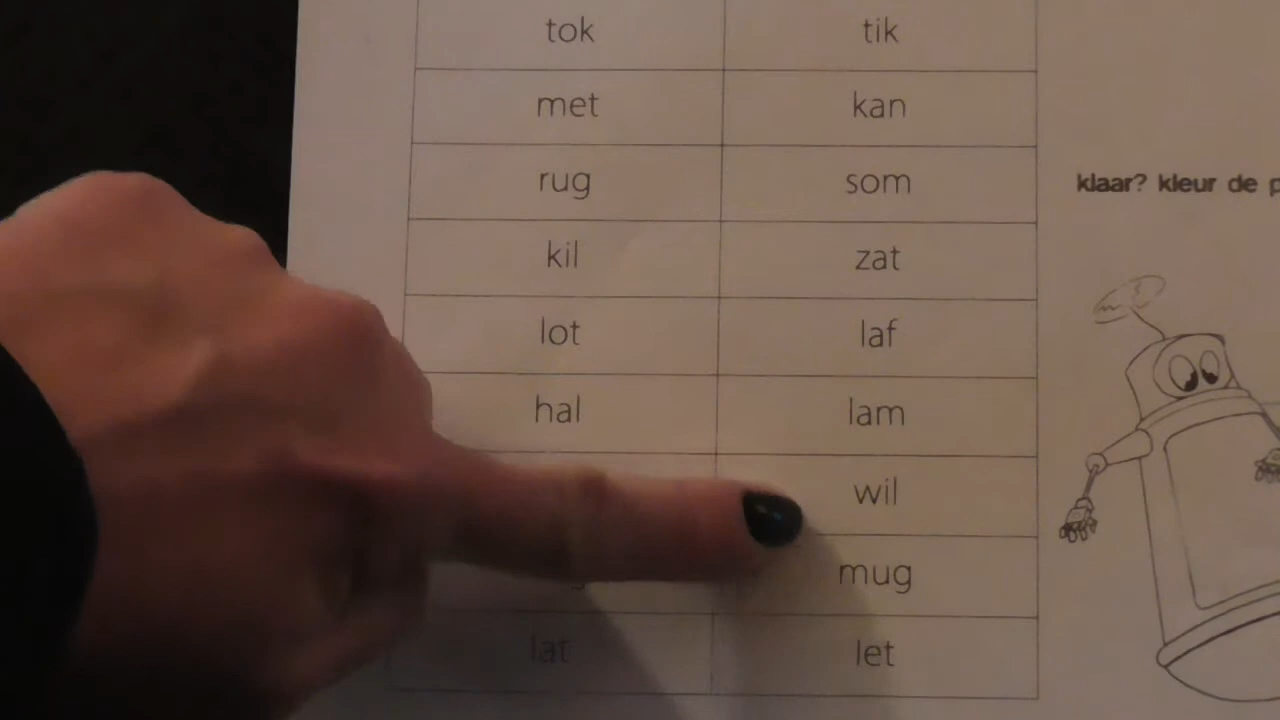 tok tik
met kan
rug som
klaar? kleur de
kil zat
lot laf
hal lam
wil
mug
lat let